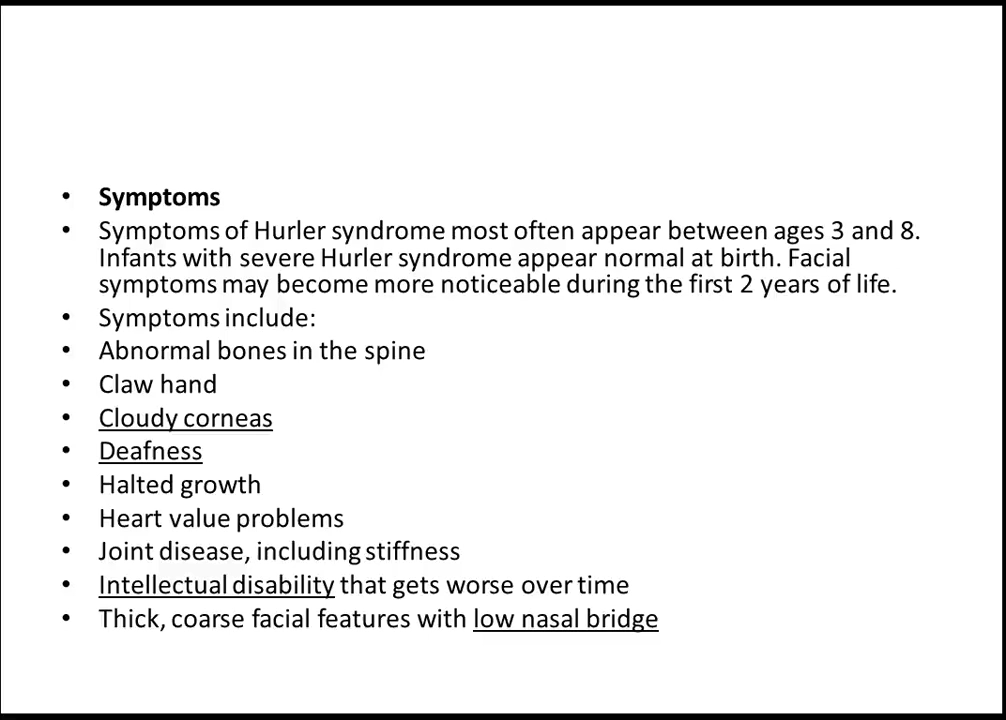 • Symptoms
• Symptoms of Hurler syndrome most often appear between ages 3 and 8.
Infants with severe Hurler syndrome appear normal at birth. Facial
symptoms may become more noticeable during the first 2 years of life.
• Symptoms include:
• Abnormal bones in the spine
• Claw hand
• Cloudy corneas
• Deafness
• Halted growth
• Heart value problems
• Joint disease, including stiffness
• Intellectual disability that gets worse over time
• Thick, coarse facial features with low nasal bridge